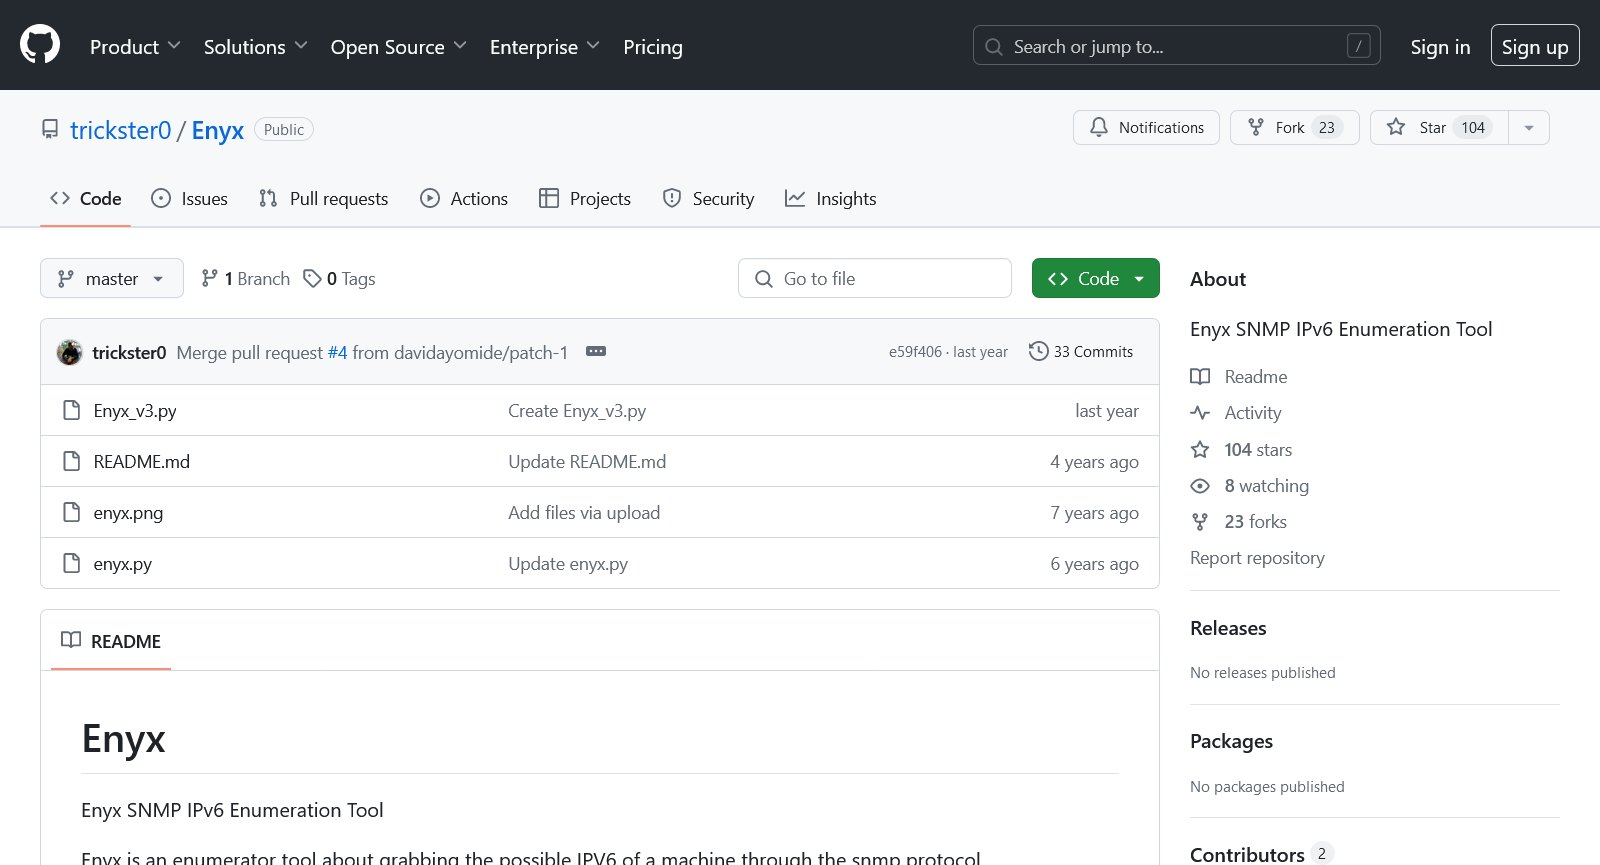 Product Solutions Open Source Enterprise Pricing Search or jump to... / Sign in Sign up
trickster0 / Enyx Public Notifications Fork 23 Star 104
Code Issues Pull requests Actions Projects Security Insights
master 1 Branch 0 Tags Go to file Code
trickster0 Merge pull request #4 from davidayomide/patch-1 e59f406 · last year 33 Commits
Enyx_v3.py Create Enyx_v3.py last year
README.md Update README.md 4 years ago
enyx.png Add files via upload 7 years ago
enyx.py Update enyx.py 6 years ago
README
Enyx
Enyx SNMP IPv6 Enumeration Tool
Enyx is an enumerator tool about grabbing the possible IPV6 of a machine through the snmp protocol
About
Enyx SNMP IPv6 Enumeration Tool
Readme
Activity
104 stars
8 watching
23 forks
Report repository
Releases
No releases published
Packages
No packages published
Contributors 2